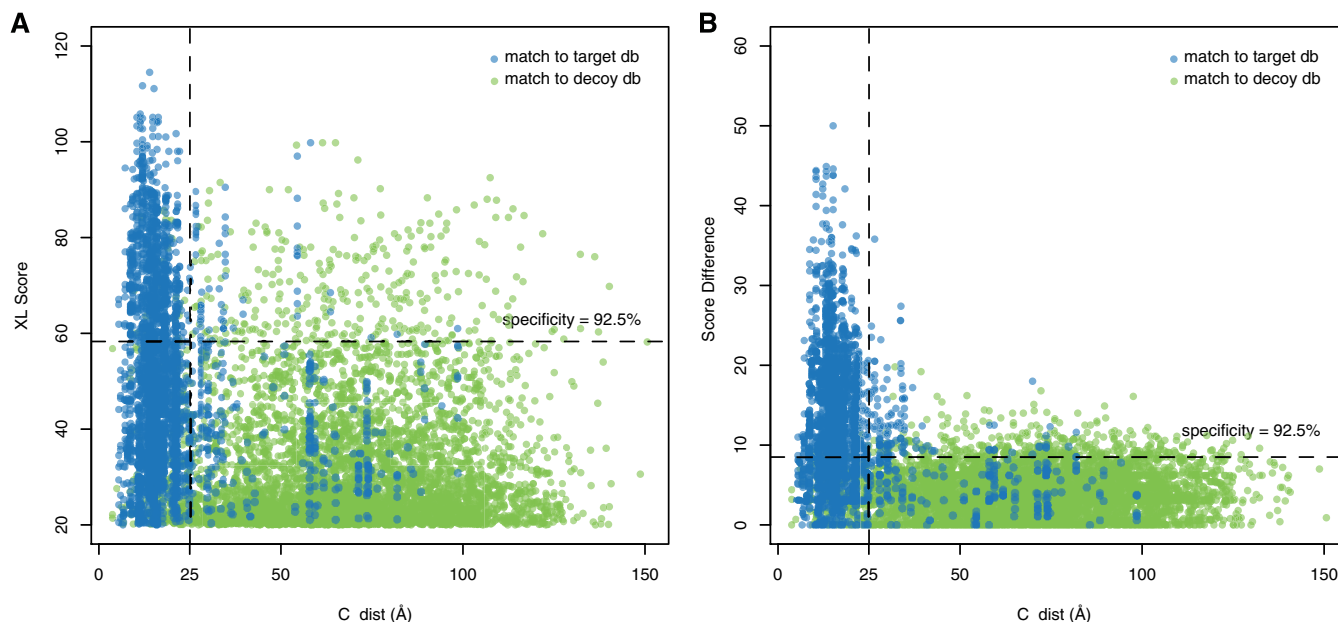 A
B
120
100
80
60
40
20
XL Score
match to target db
match to decoy db
specificity = 92.5%
0
25
50
100
150
C dist (Å)
60
50
40
30
20
10
0
Score Difference
match to target db
match to decoy db
specificity = 92.5%
0
25
50
100
150
C dist (Å)